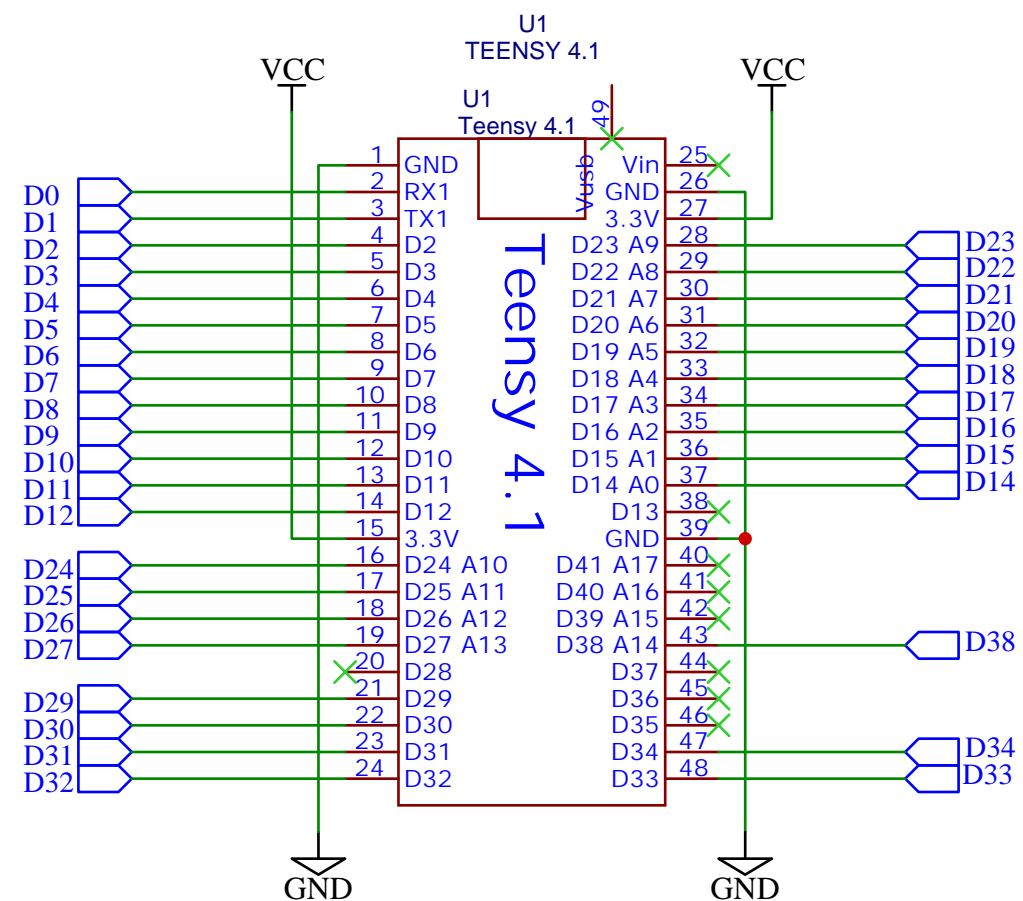 U1
TEENSY 4.1
VCC
VCC
U1
Teensy 4.1
49
Vusb
Teensy 4.1
D0
D1
D2
D3
D4
D5
D6
D7
D8
D9
D10
D11
D12
D24
D25
D26
D27
D29
D30
D31
D32
1 GND
2 RX1
3 TX1
4 D2
5 D3
6 D4
7 D5
8 D6
9 D7
10 D8
11 D9
12 D10
13 D11
14 D12
15 3.3V
16 D24 A10
17 D25 A11
18 D26 A12
19 D27 A13
20 D28
21 D29
22 D30
23 D31
24 D32
Vin 25
GND 26
3.3V 27
D23 A9 28
D22 A8 29
D21 A7 30
D20 A6 31
D19 A5 32
D18 A4 33
D17 A3 34
D16 A2 35
D15 A1 36
D14 A0 37
D13 38
GND 39
D41 A17 40
D40 A16 41
D39 A15 42
D38 A14 43
D37 44
D36 45
D35 46
D34 47
D33 48
D23
D22
D21
D20
D19
D18
D17
D16
D15
D14
D38
D34
D33
GND
GND